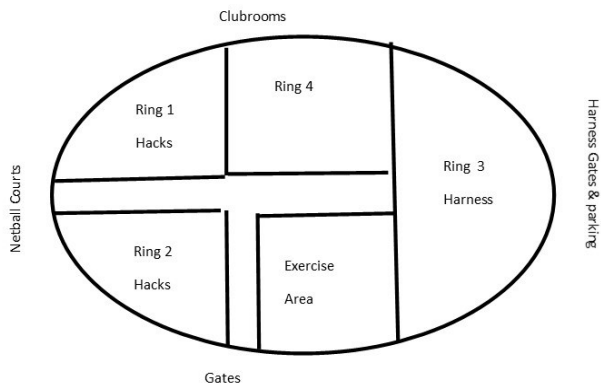 Clubrooms
Ring 1
Hacks
Ring 4
Ring 3
Harness
Netball Courts
Harness Gates & parking
Ring 2
Hacks
Exercise
Area
Gates